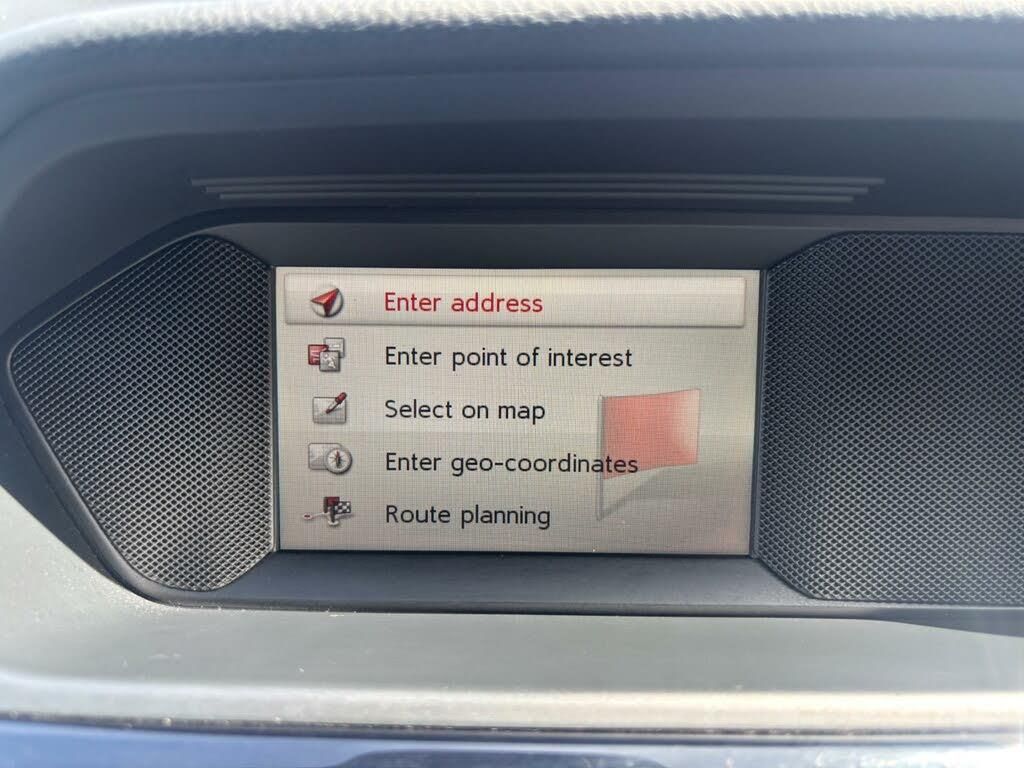 Enter address
Enter point of interest
Select on map
Enter geo-coordinates
Route planning